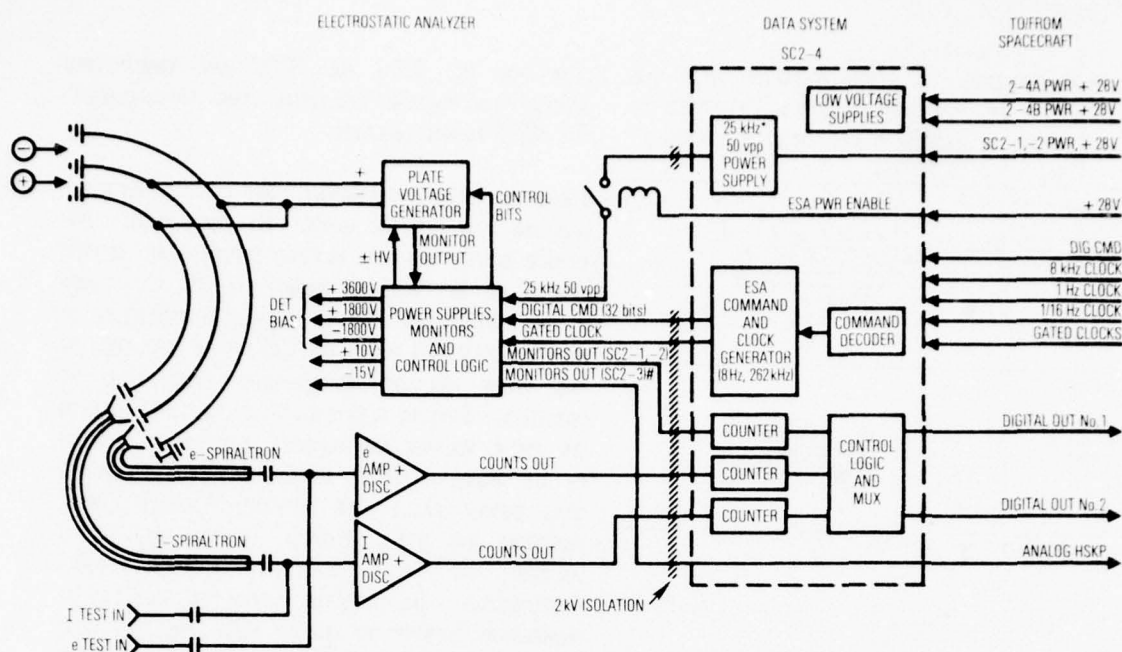 ELECTROSTATIC ANALYZER
DATA SYSTEM
TO/FROM
SPACECRAFT
SC2-4
LOW VOLTAGE
SUPPLIES
2-4A PWR + 28V
2-4B PWR + 28V
25 kHz*
50 vpp
POWER
SUPPLY
SC2-1,-2 PWR, + 28V
ESA PWR ENABLE
+ 28V
−
+
+
−
PLATE
VOLTAGE
GENERATOR
CONTROL
BITS
± HV
MONITOR
OUTPUT
DET
BIAS
+ 3600V
+ 1800V
−1800V
+ 10V
−15V
POWER SUPPLIES,
MONITORS
AND
CONTROL LOGIC
25 kHz 50 vpp
DIGITAL CMD (32 bits)
GATED CLOCK
MONITORS OUT (SC2-1,-2)
MONITORS OUT (SC2-3)#
ESA
COMMAND
AND
CLOCK
GENERATOR
(8Hz, 262kHz)
COMMAND
DECODER
DIG CMD
8 kHz CLOCK
1 Hz CLOCK
1/16 Hz CLOCK
GATED CLOCKS
e-SPIRALTRON
e
AMP +
DISC
COUNTS OUT
I-SPIRALTRON
I
AMP +
DISC
COUNTS OUT
COUNTER
COUNTER
COUNTER
CONTROL
LOGIC
AND
MUX
DIGITAL OUT No.1
DIGITAL OUT No.2
ANALOG HSKP
2kV ISOLATION
I TEST IN
e TEST IN